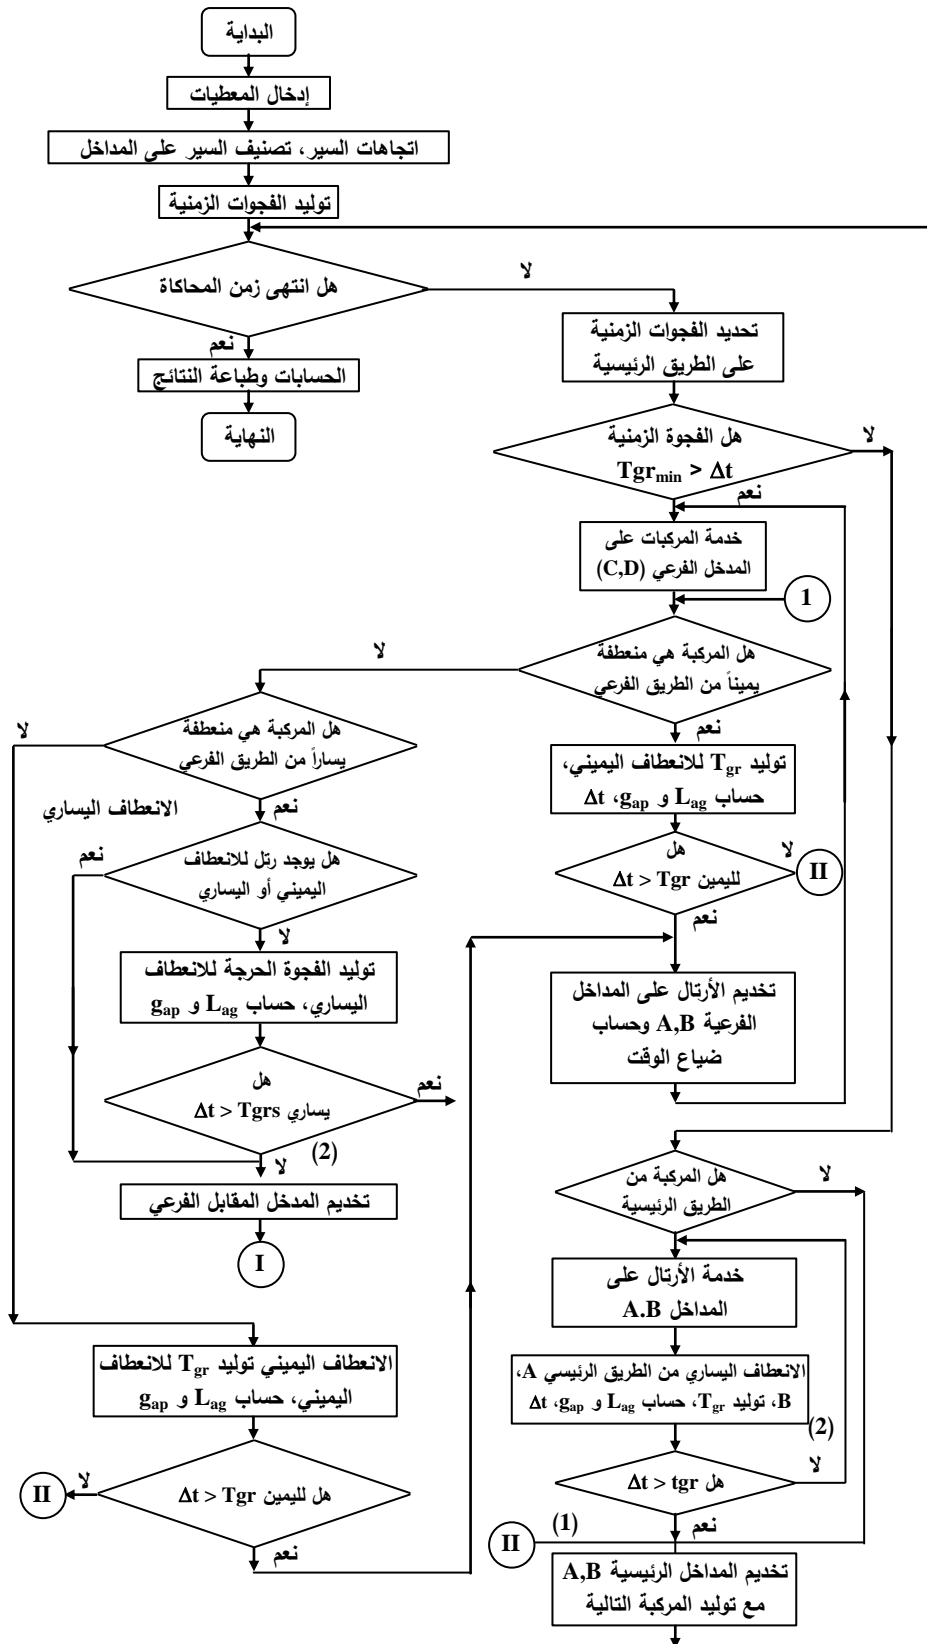 البداية
إدخال المعطيات
اتجاهات السير، تصنيف السير على المداخل
توليد الفجوات الزمنية
هل انتهى زمن المحاكاة
لا
نعم
الحسابات وطباعة النتائج
النهاية
تحديد الفجوات الزمنية
على الطريق الرئيسية
هل الفجوة الزمنية
Tgrmin > Δt
لا
نعم
خدمة المركبات على
المدخل الفرعي (C,D)
1
هل المركبة هي منعطفة
يميناً من الطريق الفرعي
لا
نعم
توليد Tgr للانعطاف اليميني،
حساب Lag و gap، Δt
هل
لليمين Δt > Tgr
لا
II
نعم
تخديم الأرتال على المداخل
الفرعية A,B وحساب
ضياع الوقت
هل المركبة هي منعطفة
يساراً من الطريق الفرعي
لا
الانعطاف اليساري
نعم
هل يوجد رتل للانعطاف
اليميني أو اليساري
نعم
لا
توليد الفجوة الحرجة للانعطاف
اليساري، حساب Lag و gap
هل
يساري Δt > Tgrs
نعم
(2)
لا
تخديم المدخل المقابل الفرعي
I
الانعطاف اليميني توليد Tgr للانعطاف
اليميني، حساب Lag و gap
هل لليمين Δt > Tgr
لا
II
نعم
هل المركبة من
الطريق الرئيسية
لا
خدمة الأرتال على
المداخل A.B
الانعطاف اليساري من الطريق الرئيسي A،
B، توليد Tgr، حساب Lag و gap، Δt
(2)
هل Δt > tgr
لا
نعم
(1)
II
تخديم المداخل الرئيسية A,B
مع توليد المركبة التالية